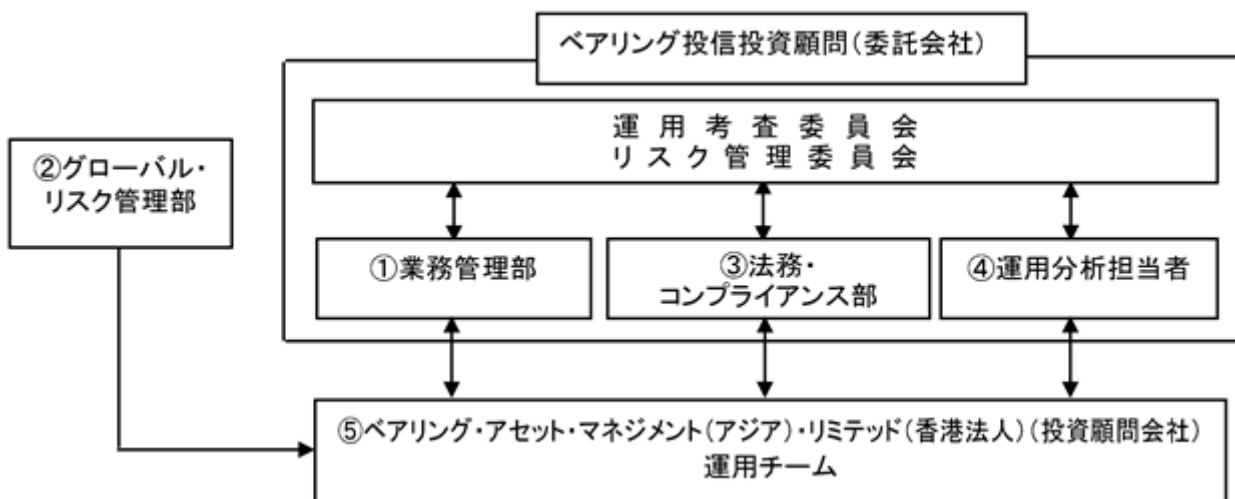 ベアリング投信投資顧問(委託会社)
運用考査委員会
リスク管理委員会
②グローバル・
リスク管理部
①業務管理部
③法務・
コンプライアンス部
④運用分析担当者
⑤ベアリング・アセット・マネジメント(アジア)・リミテッド(香港法人)(投資顧問会社)
運用チーム